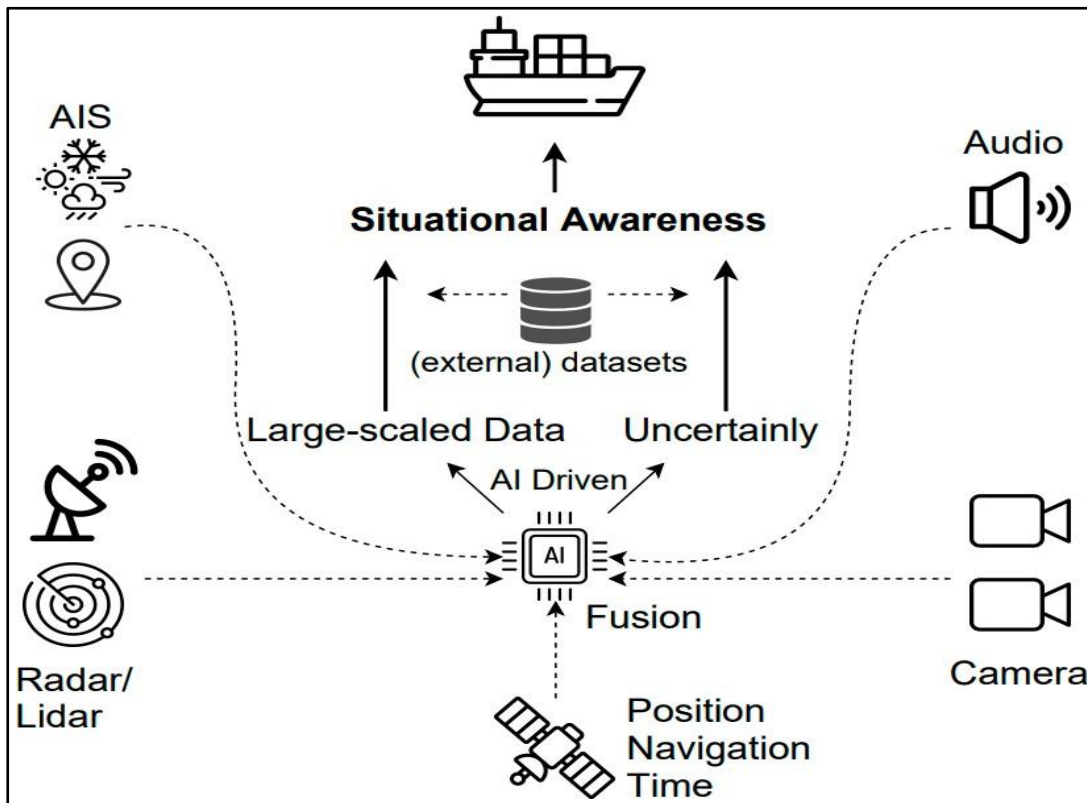 AIS
Audio
Situational Awareness
(external) datasets
Large-scaled Data
Uncertainly
AI Driven
AI
Fusion
Radar/
Lidar
Camera
Position
Navigation
Time